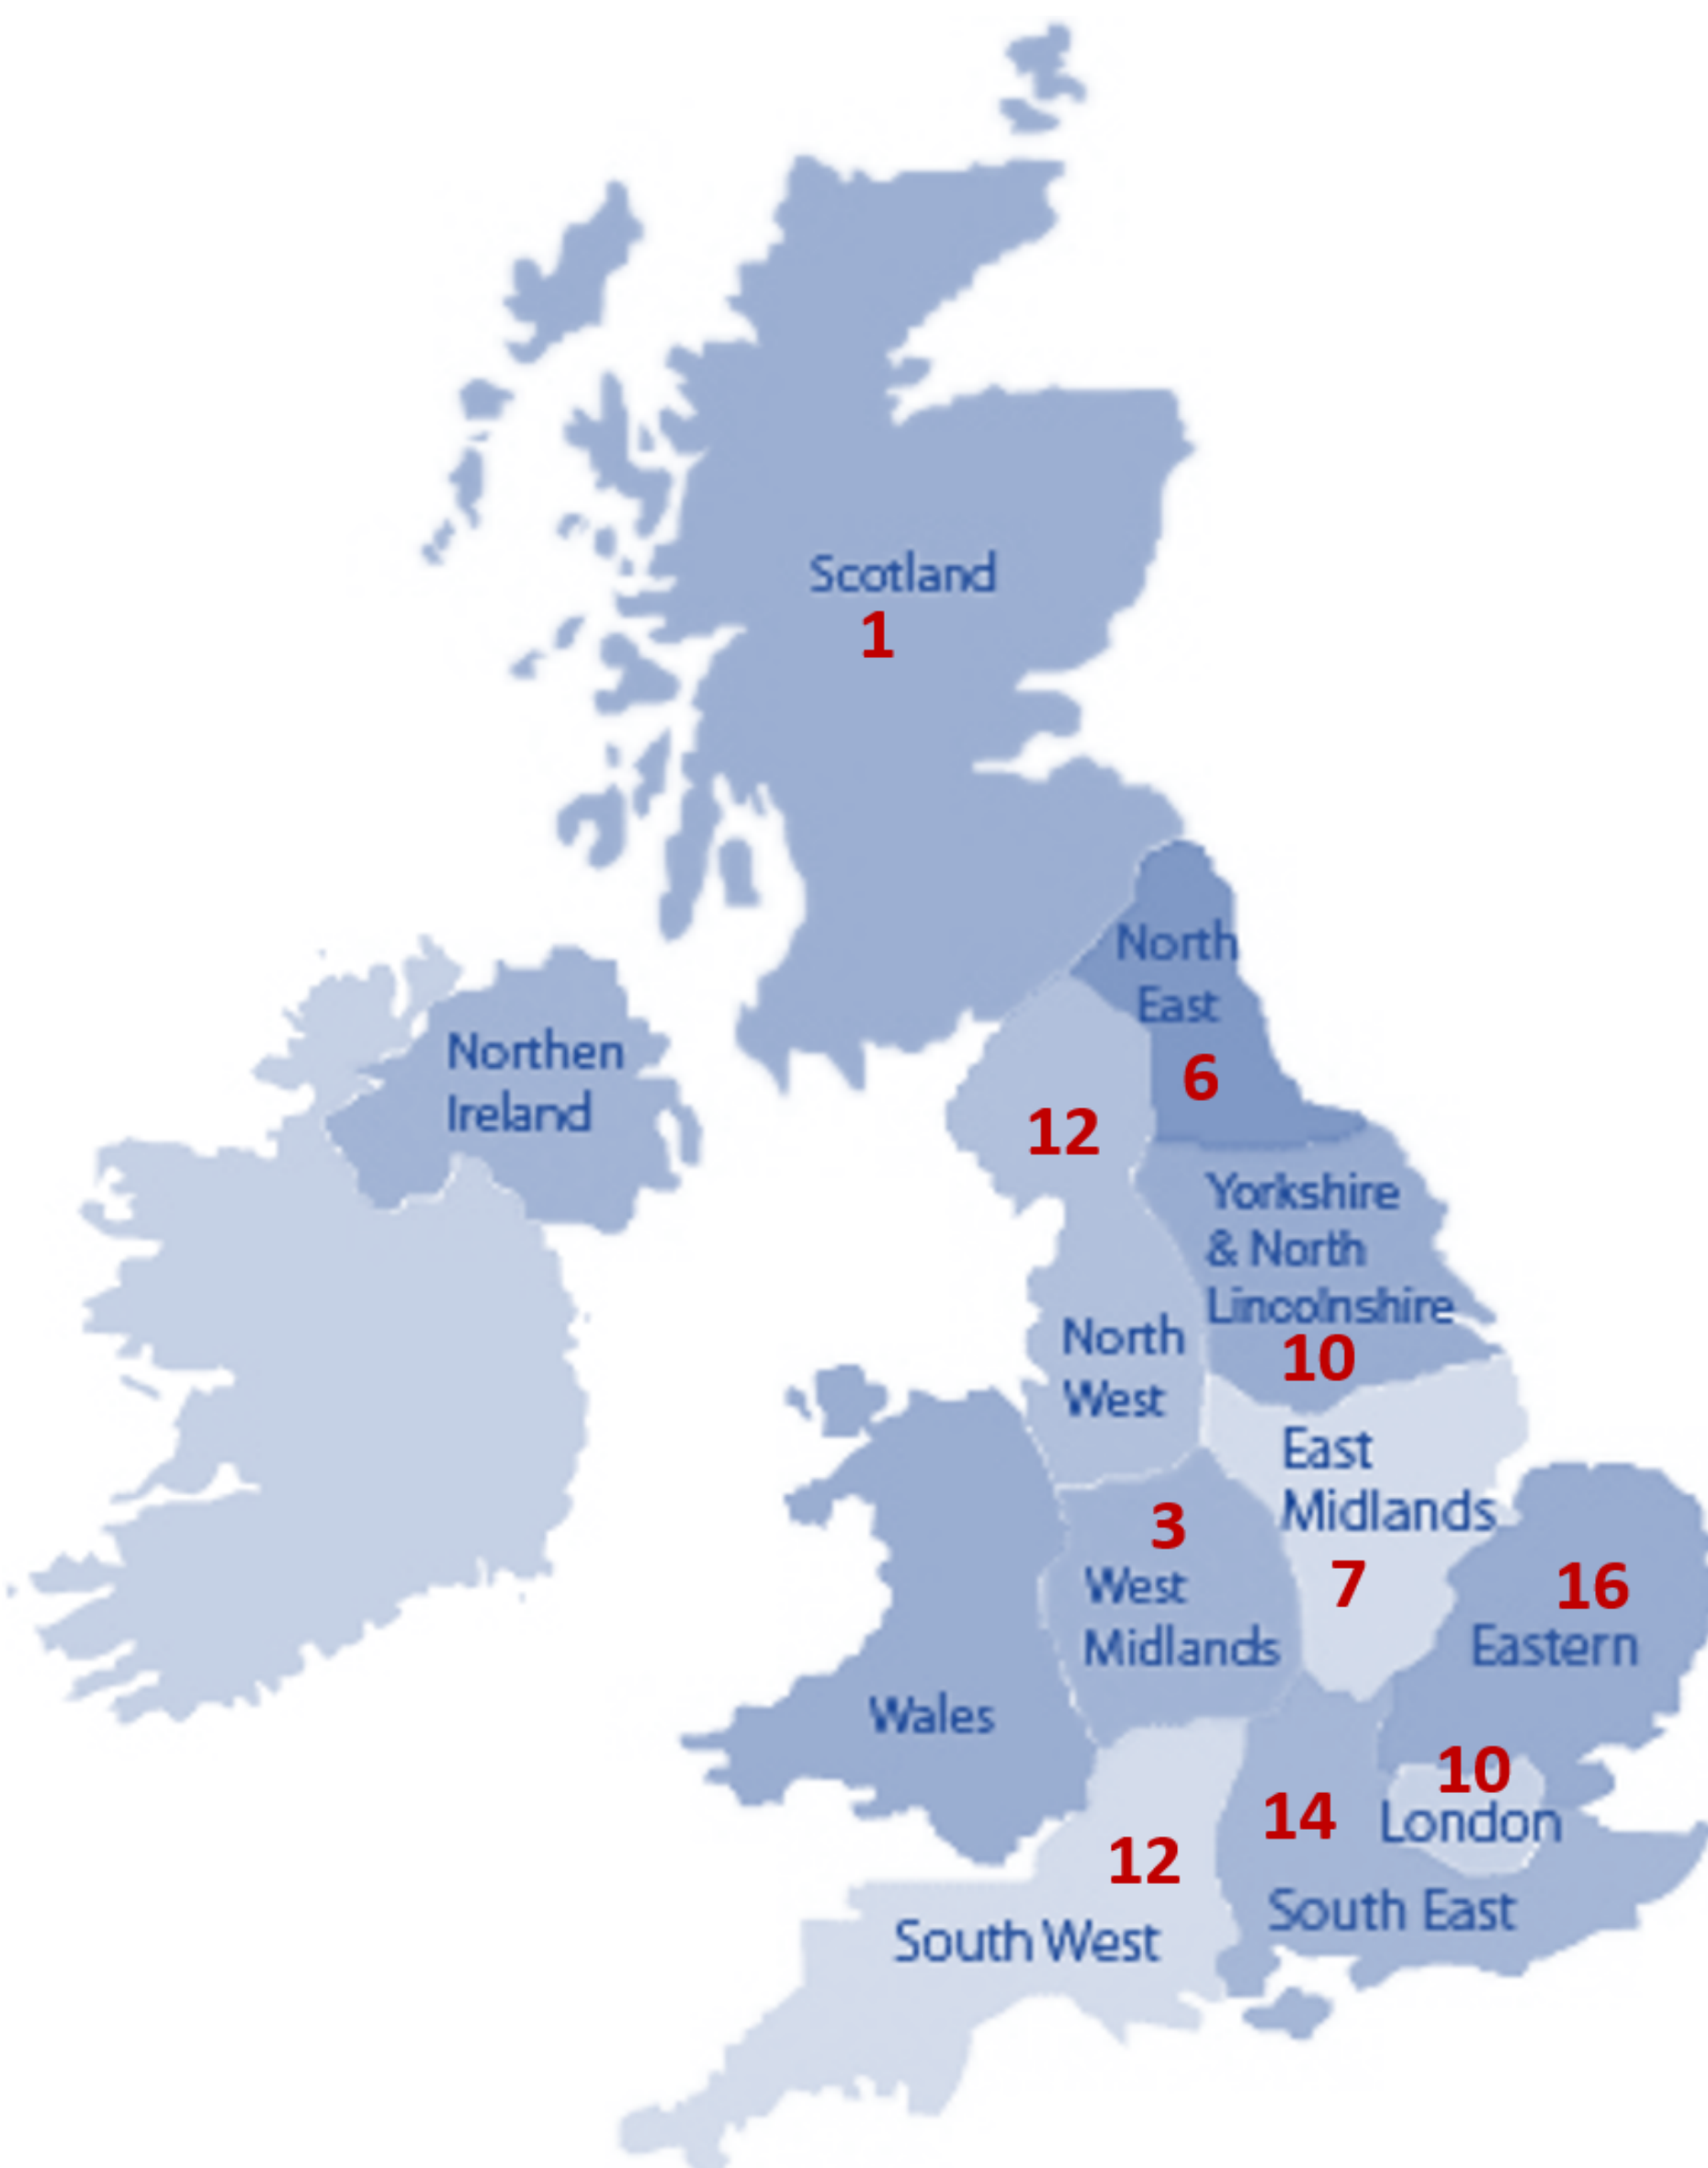 Scotland
1
North
East
6
Northen
Ireland
12
Yorkshire
& North
Lincolnshire
10
North
West
East
Midlands
7
3
West
Midlands
16
Eastern
Wales
10
London
14
South East
12
South West